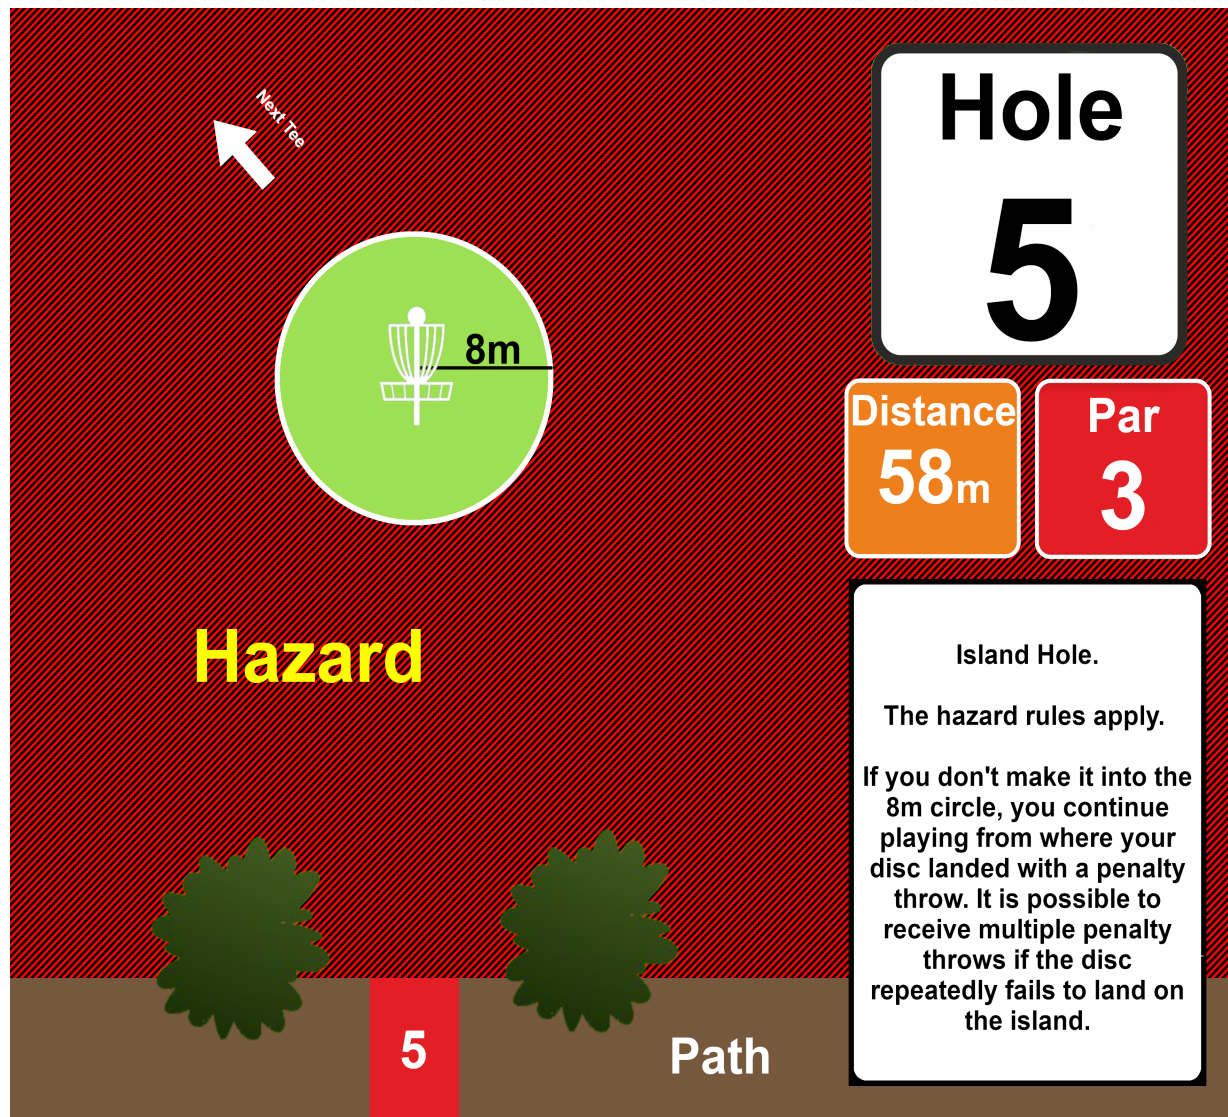 Next Tee
Hole
5
8m
Distance
58m
Par
3
Hazard
Island Hole.
The hazard rules apply.
If you don't make it into the
8m circle, you continue
playing from where your
disc landed with a penalty
throw. It is possible to
receive multiple penalty
throws if the disc
repeatedly fails to land on
the island.
5
Path